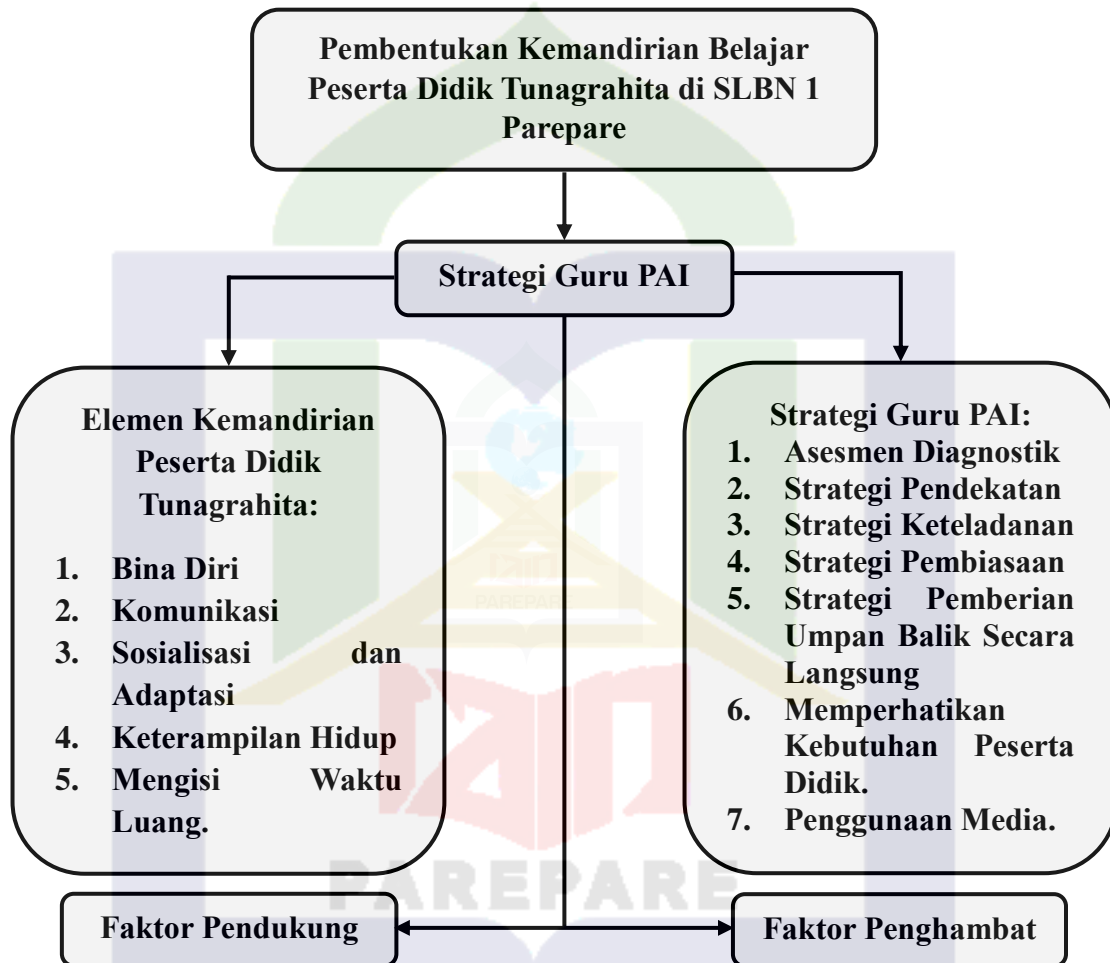 Pembentukan Kemandirian Belajar
Peserta Didik Tunagrahita di SLBN 1
Parepare
Strategi Guru PAI
Elemen Kemandirian
Peserta Didik
Tunagrahita:
1. Bina Diri
2. Komunikasi
3. Sosialisasi dan
Adaptasi
4. Keterampilan Hidup
5. Mengisi Waktu
Luang.
Strategi Guru PAI:
1. Asesmen Diagnostik
2. Strategi Pendekatan
3. Strategi Keteladanan
4. Strategi Pembiasaan
5. Strategi Pemberian
Umpan Balik Secara
Langsung
6. Memperhatikan
Kebutuhan Peserta
Didik.
7. Penggunaan Media.
IAIN
PAREPARE
PAREPARE
Faktor Pendukung
Faktor Penghambat